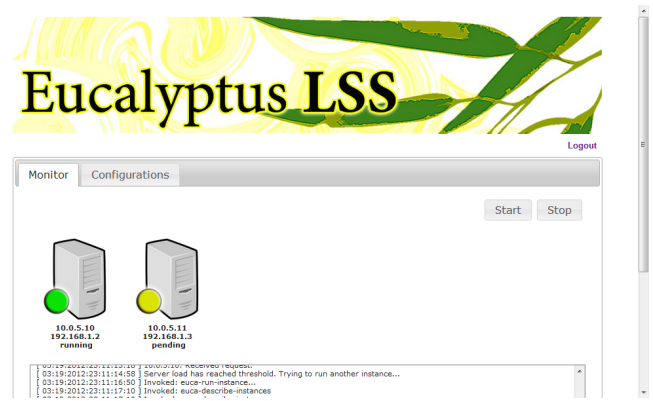 Eucalyptus LSS
Logout
Monitor Configurations
Start Stop
10.0.5.10
192.168.1.2
running
10.0.5.11
192.168.1.3
pending
[ 03:19:2012:23:11:14:58 ] Server load has reached threshold. Trying to run another instance...
[ 03:19:2012:23:11:16:50 ] Invoked: euca-run-instance...
[ 03:19:2012:23:11:17:10 ] Invoked: euca-describe-instances